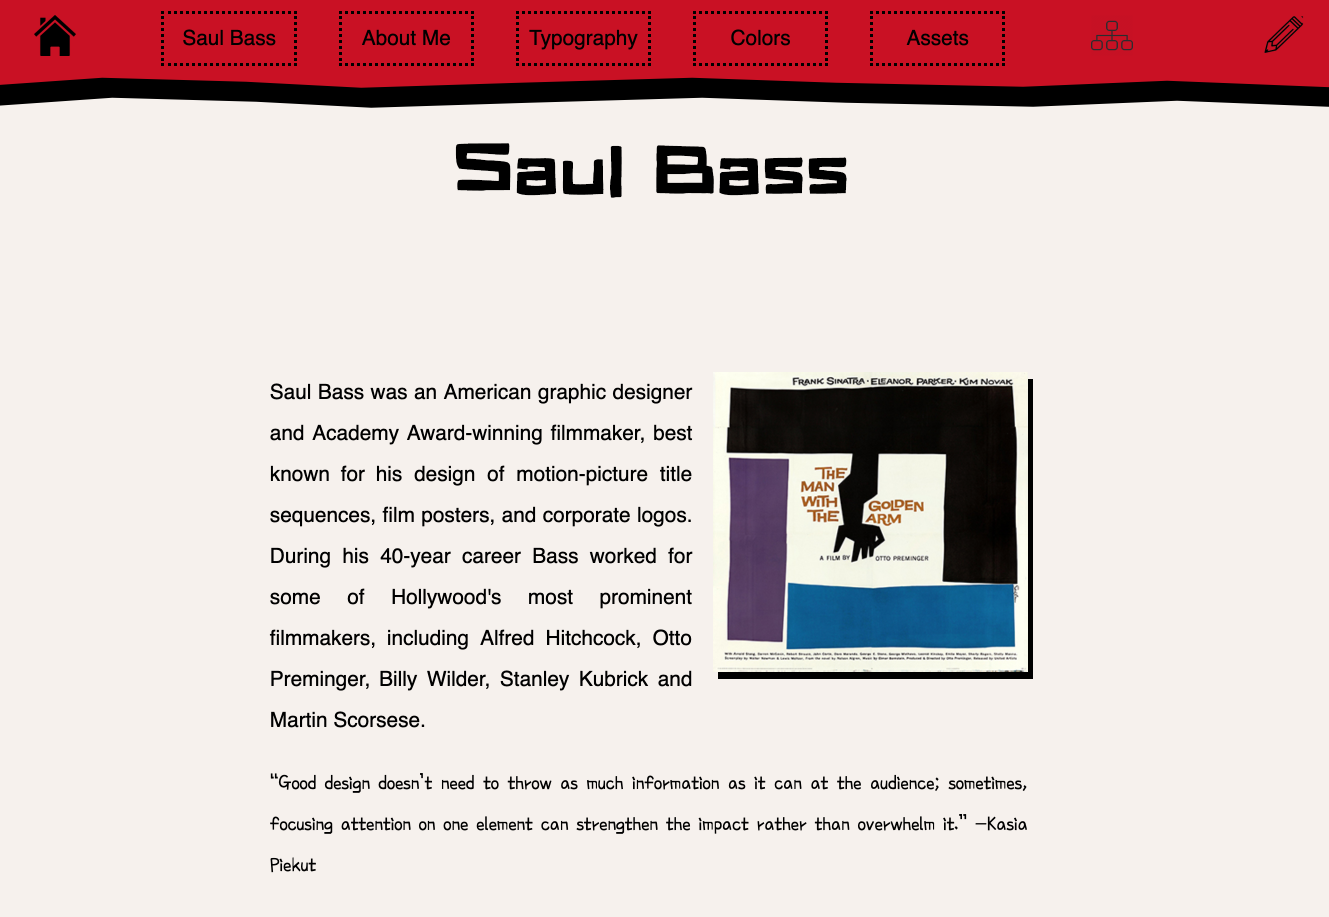 Saul Bass
About Me
Typography
Colors
Assets
Saul Bass
Saul Bass was an American graphic designer
and Academy Award-winning filmmaker, best
known for his design of motion-picture title
sequences, film posters, and corporate logos.
During his 40-year career Bass worked for
some of Hollywood's most prominent
filmmakers, including Alfred Hitchcock, Otto
Preminger, Billy Wilder, Stanley Kubrick and
Martin Scorsese.
FRANK SINATRA · ELEANOR PARKER · KIM NOVAK
THE
MAN
WITH GOLDEN
THE ARM
A FILM BY OTTO PREMINGER
“Good design doesn’t need to throw as much information as it can at the audience; sometimes,
focusing attention on one element can strengthen the impact rather than overwhelm it.” —Kasia
Piekut